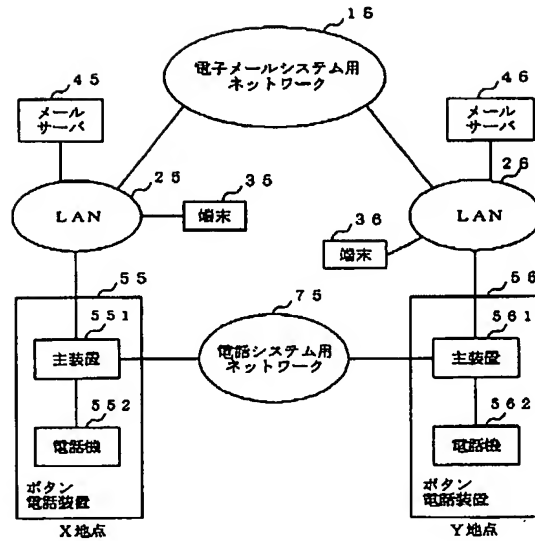 15
電子メールシステム用
ネットワーク
45
メール
サーバ
46
メール
サーバ
25
LAN
35
端末
26
LAN
36
端末
55
551
主装置
552
電話機
ボタン
電話装置
X地点
75
電話システム用
ネットワーク
56
561
主装置
562
電話機
ボタン
電話装置
Y地点